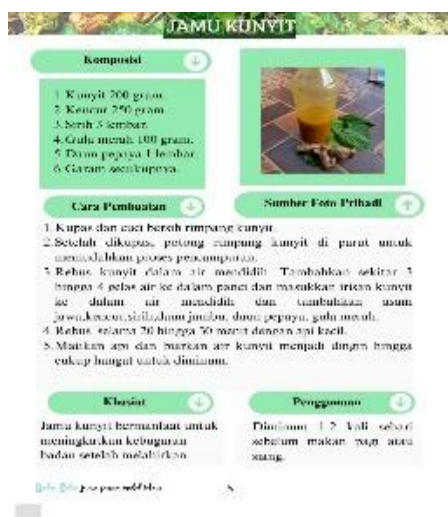 JAMU KUNYIT
Komposisi
1. Kunyit 200 gram.
2. Kencur 250 gram.
3. Sirih 3 lembar.
4. Gula merah 100 gram.
5. Daun pepaya 1 lembar.
6. Garam secukupnya.
Cara Pembuatan
Sumber Foto Pribadi
1. Kupas dan cuci bersih rimpang kunyit.
2. Setelah dikupas, potong rimpang kunyit di parut untuk
memudahkan proses pencampuran.
3. Rebus kunyit dalam air mendidih. Tambahkan sekitar 3
hingga 4 gelas air ke dalam panci dan masukkan irisan kunyit
ke dalam air mendidih dan tambahkan asam
jawa,kencur,sirih,daun jambu, daun pepaya, gula merah.
4. Rebus selama 20 hingga 30 menit dengan api kecil.
5. Matikan api dan biarkan air kunyit menjadi dingin hingga
cukup hangat untuk diminum.
Khasiat
Jamu kunyit bermanfaat untuk
meningkatkan kebugaran
badan setelah melahirkan
Penggunaan
Diminum 1-2 kali sehari
sebelum makan pagi atau
siang.